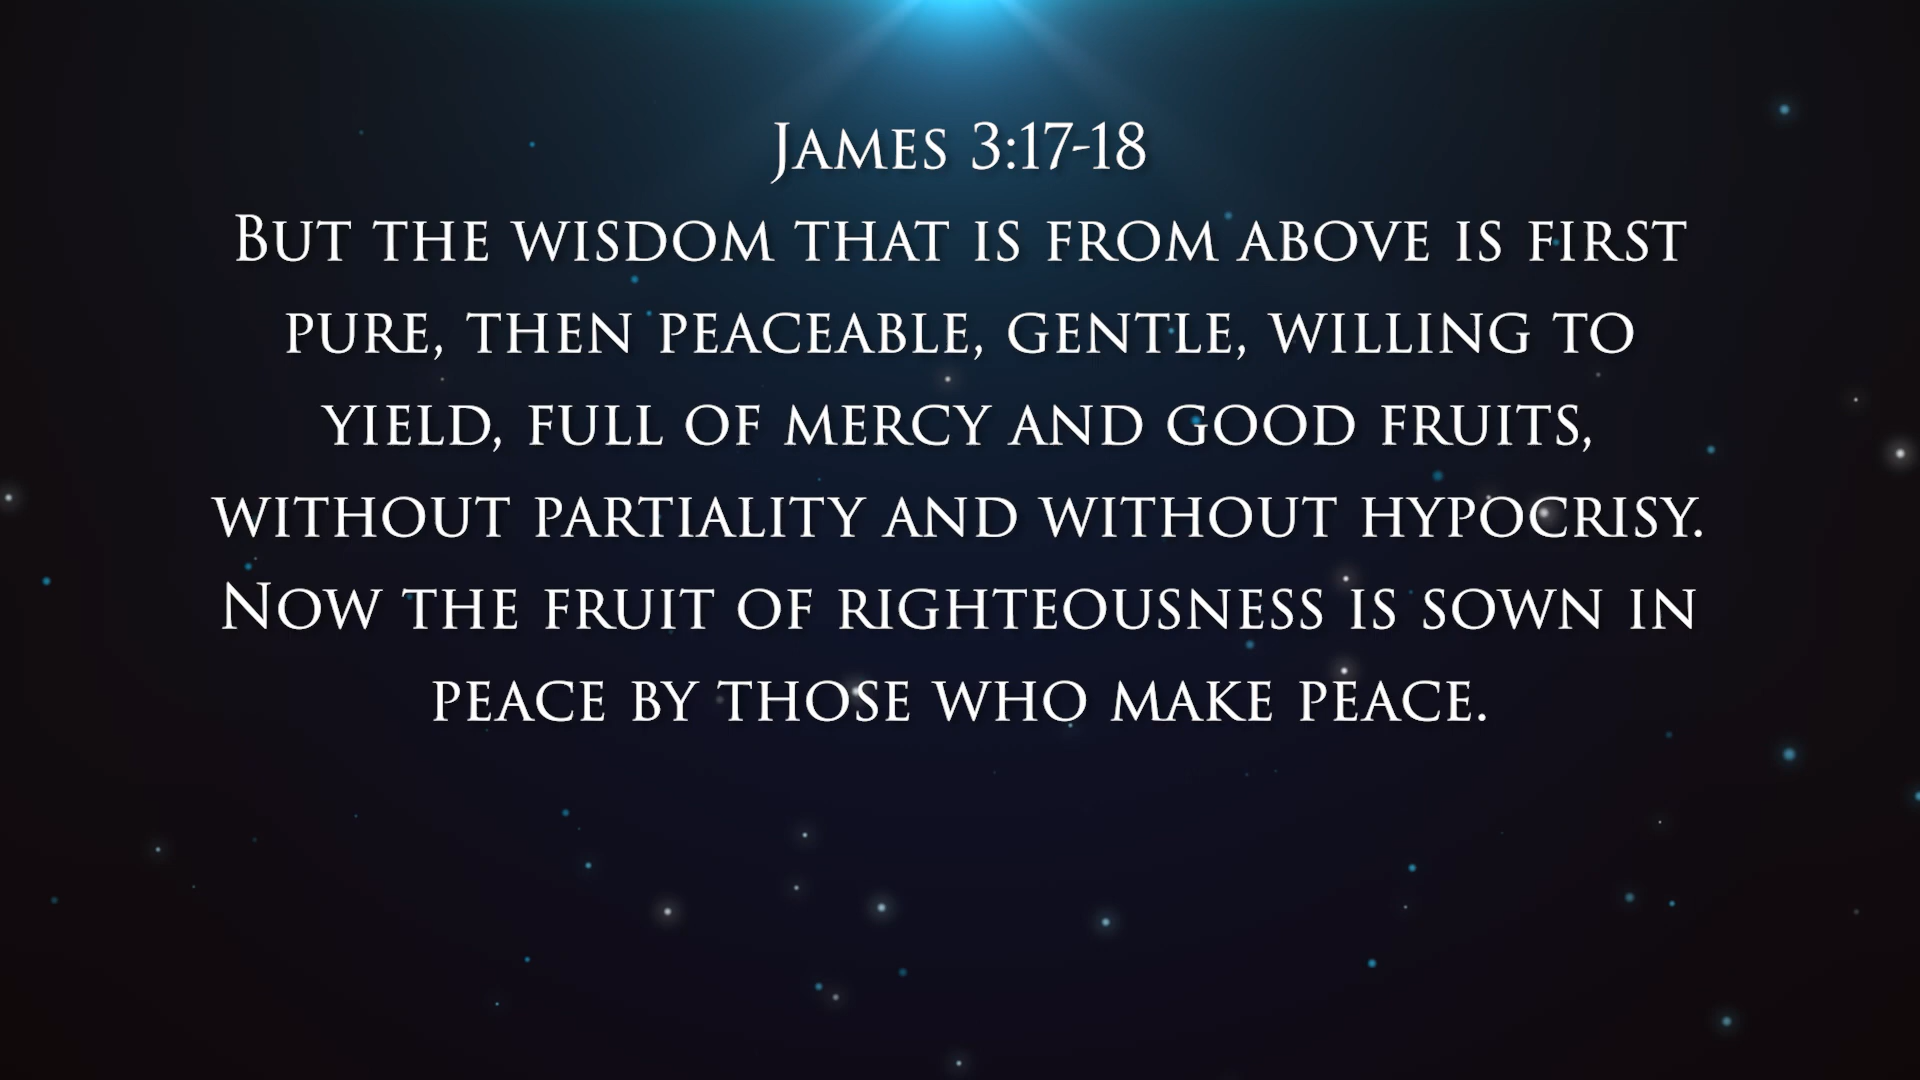 James 3:17-18
But the wisdom that is from above is first
pure, then peaceable, gentle, willing to
yield, full of mercy and good fruits,
without partiality and without hypocrisy.
Now the fruit of righteousness is sown in
peace by those who make peace.